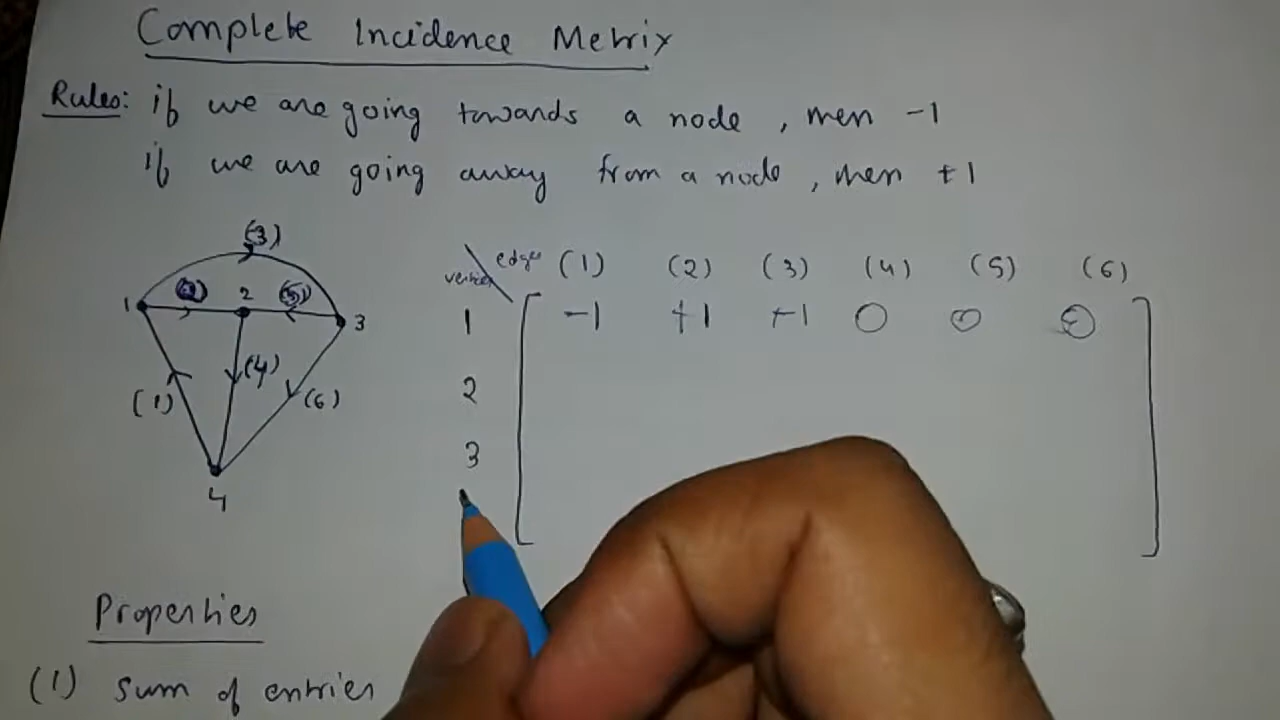 Complete Incidence Metrix
Rules: if we are going towards a node, then -1
if we are going away from a node, then +1
(3)
1 (2) 2 (5) 3
(1) (4) (6)
4
vertices edges (1) (2) (3) (4) (5) (6)
1 -1 +1 +1 0 0 0
2
3
Properties
(1) sum of entries